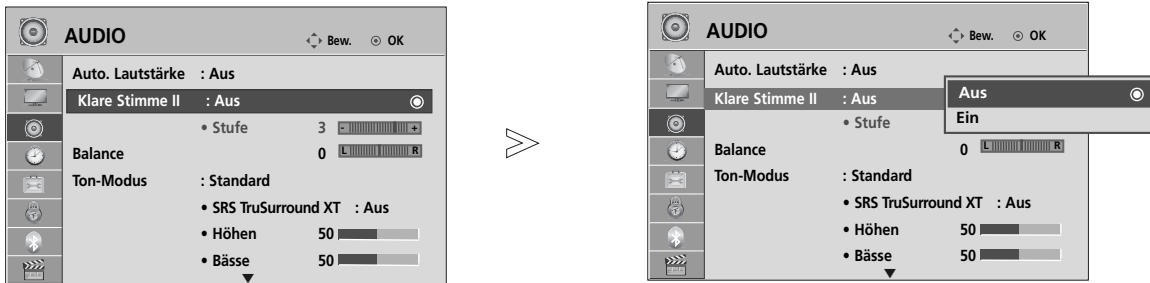 AUDIO
Bew. OK
Auto. Lautstärke : Aus
Klare Stimme II : Aus
• Stufe 3 - +
Balance 0 L R
Ton-Modus : Standard
• SRS TruSurround XT : Aus
• Höhen 50
• Bässe 50
AUDIO
Bew. OK
Auto. Lautstärke : Aus
Klare Stimme II : Aus
Aus
Ein
• Stufe
Balance 0 L R
Ton-Modus : Standard
• SRS TruSurround XT : Aus
• Höhen 50
• Bässe 50